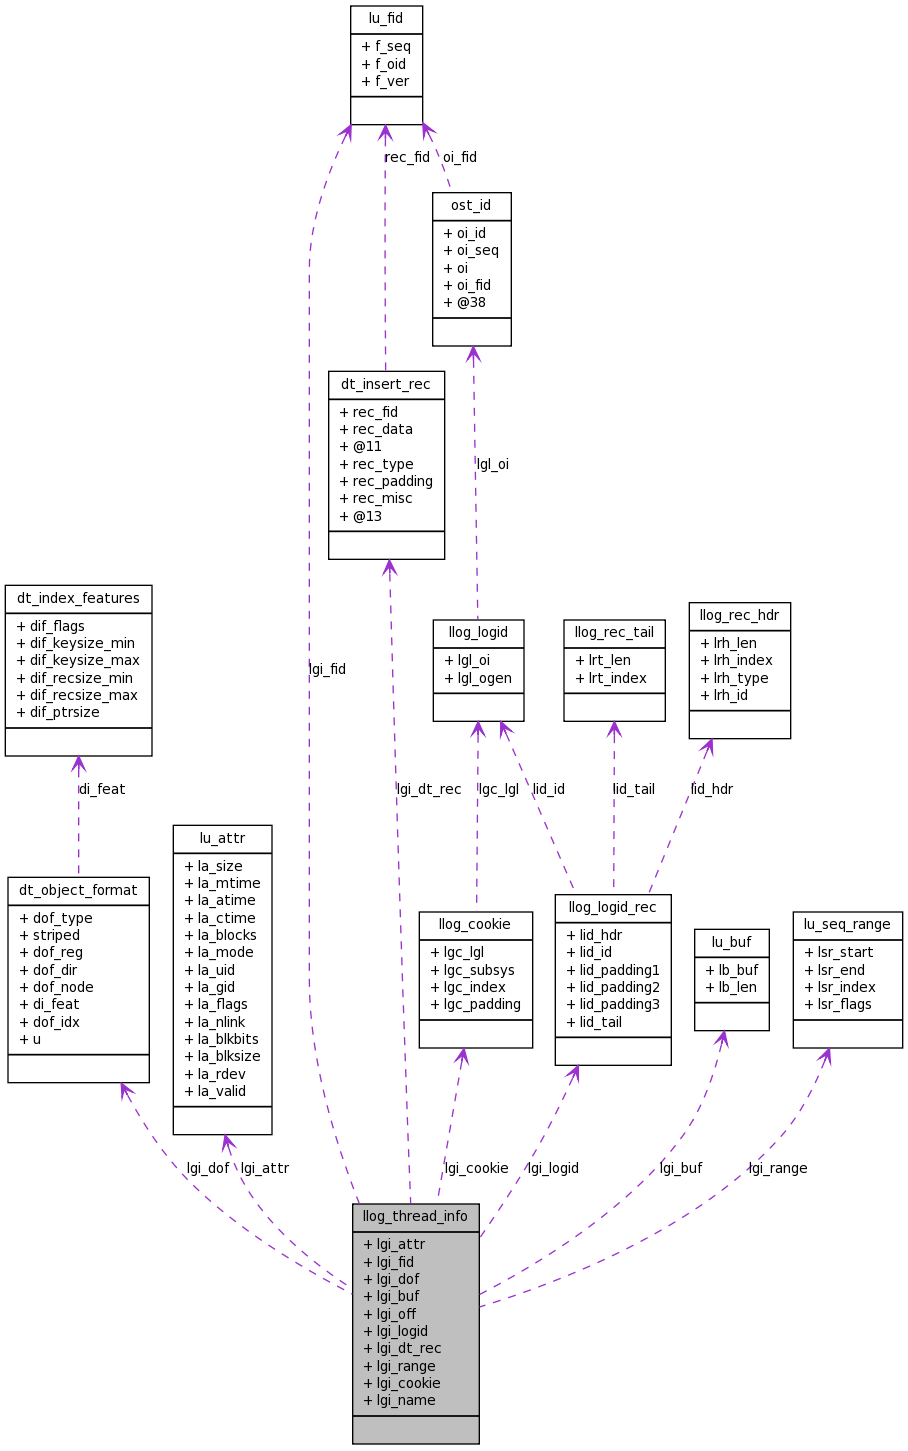 lu_fid
+ f_seq
+ f_oid
+ f_ver
rec_fid
oi_fid
ost_id
+ oi_id
+ oi_seq
+ oi
+ oi_fid
+ @38
dt_insert_rec
+ rec_fid
+ rec_data
+ @11
+ rec_type
+ rec_padding
+ rec_misc
+ @13
lgl_oi
dt_index_features
+ dif_flags
+ dif_keysize_min
+ dif_keysize_max
+ dif_recsize_min
+ dif_recsize_max
+ dif_ptrsize
llog_logid
+ lgl_oi
+ lgl_ogen
llog_rec_tail
+ lrt_len
+ lrt_index
llog_rec_hdr
+ lrh_len
+ lrh_index
+ lrh_type
+ lrh_id
lgi_fid
di_feat
lgi_dt_rec
lgc_lgl
lid_id
lid_tail
lid_hdr
dt_object_format
+ dof_type
+ striped
+ dof_reg
+ dof_dir
+ dof_node
+ di_feat
+ dof_idx
+ u
lu_attr
+ la_size
+ la_mtime
+ la_atime
+ la_ctime
+ la_blocks
+ la_mode
+ la_uid
+ la_gid
+ la_flags
+ la_nlink
+ la_blkbits
+ la_blksize
+ la_rdev
+ la_valid
llog_cookie
+ lgc_lgl
+ lgc_subsys
+ lgc_index
+ lgc_padding
llog_logid_rec
+ lid_hdr
+ lid_id
+ lid_padding1
+ lid_padding2
+ lid_padding3
+ lid_tail
lu_buf
+ lb_buf
+ lb_len
lu_seq_range
+ lsr_start
+ lsr_end
+ lsr_index
+ lsr_flags
lgi_dof
lgi_attr
lgi_cookie
lgi_logid
lgi_buf
lgi_range
llog_thread_info
+ lgi_attr
+ lgi_fid
+ lgi_dof
+ lgi_buf
+ lgi_off
+ lgi_logid
+ lgi_dt_rec
+ lgi_range
+ lgi_cookie
+ lgi_name